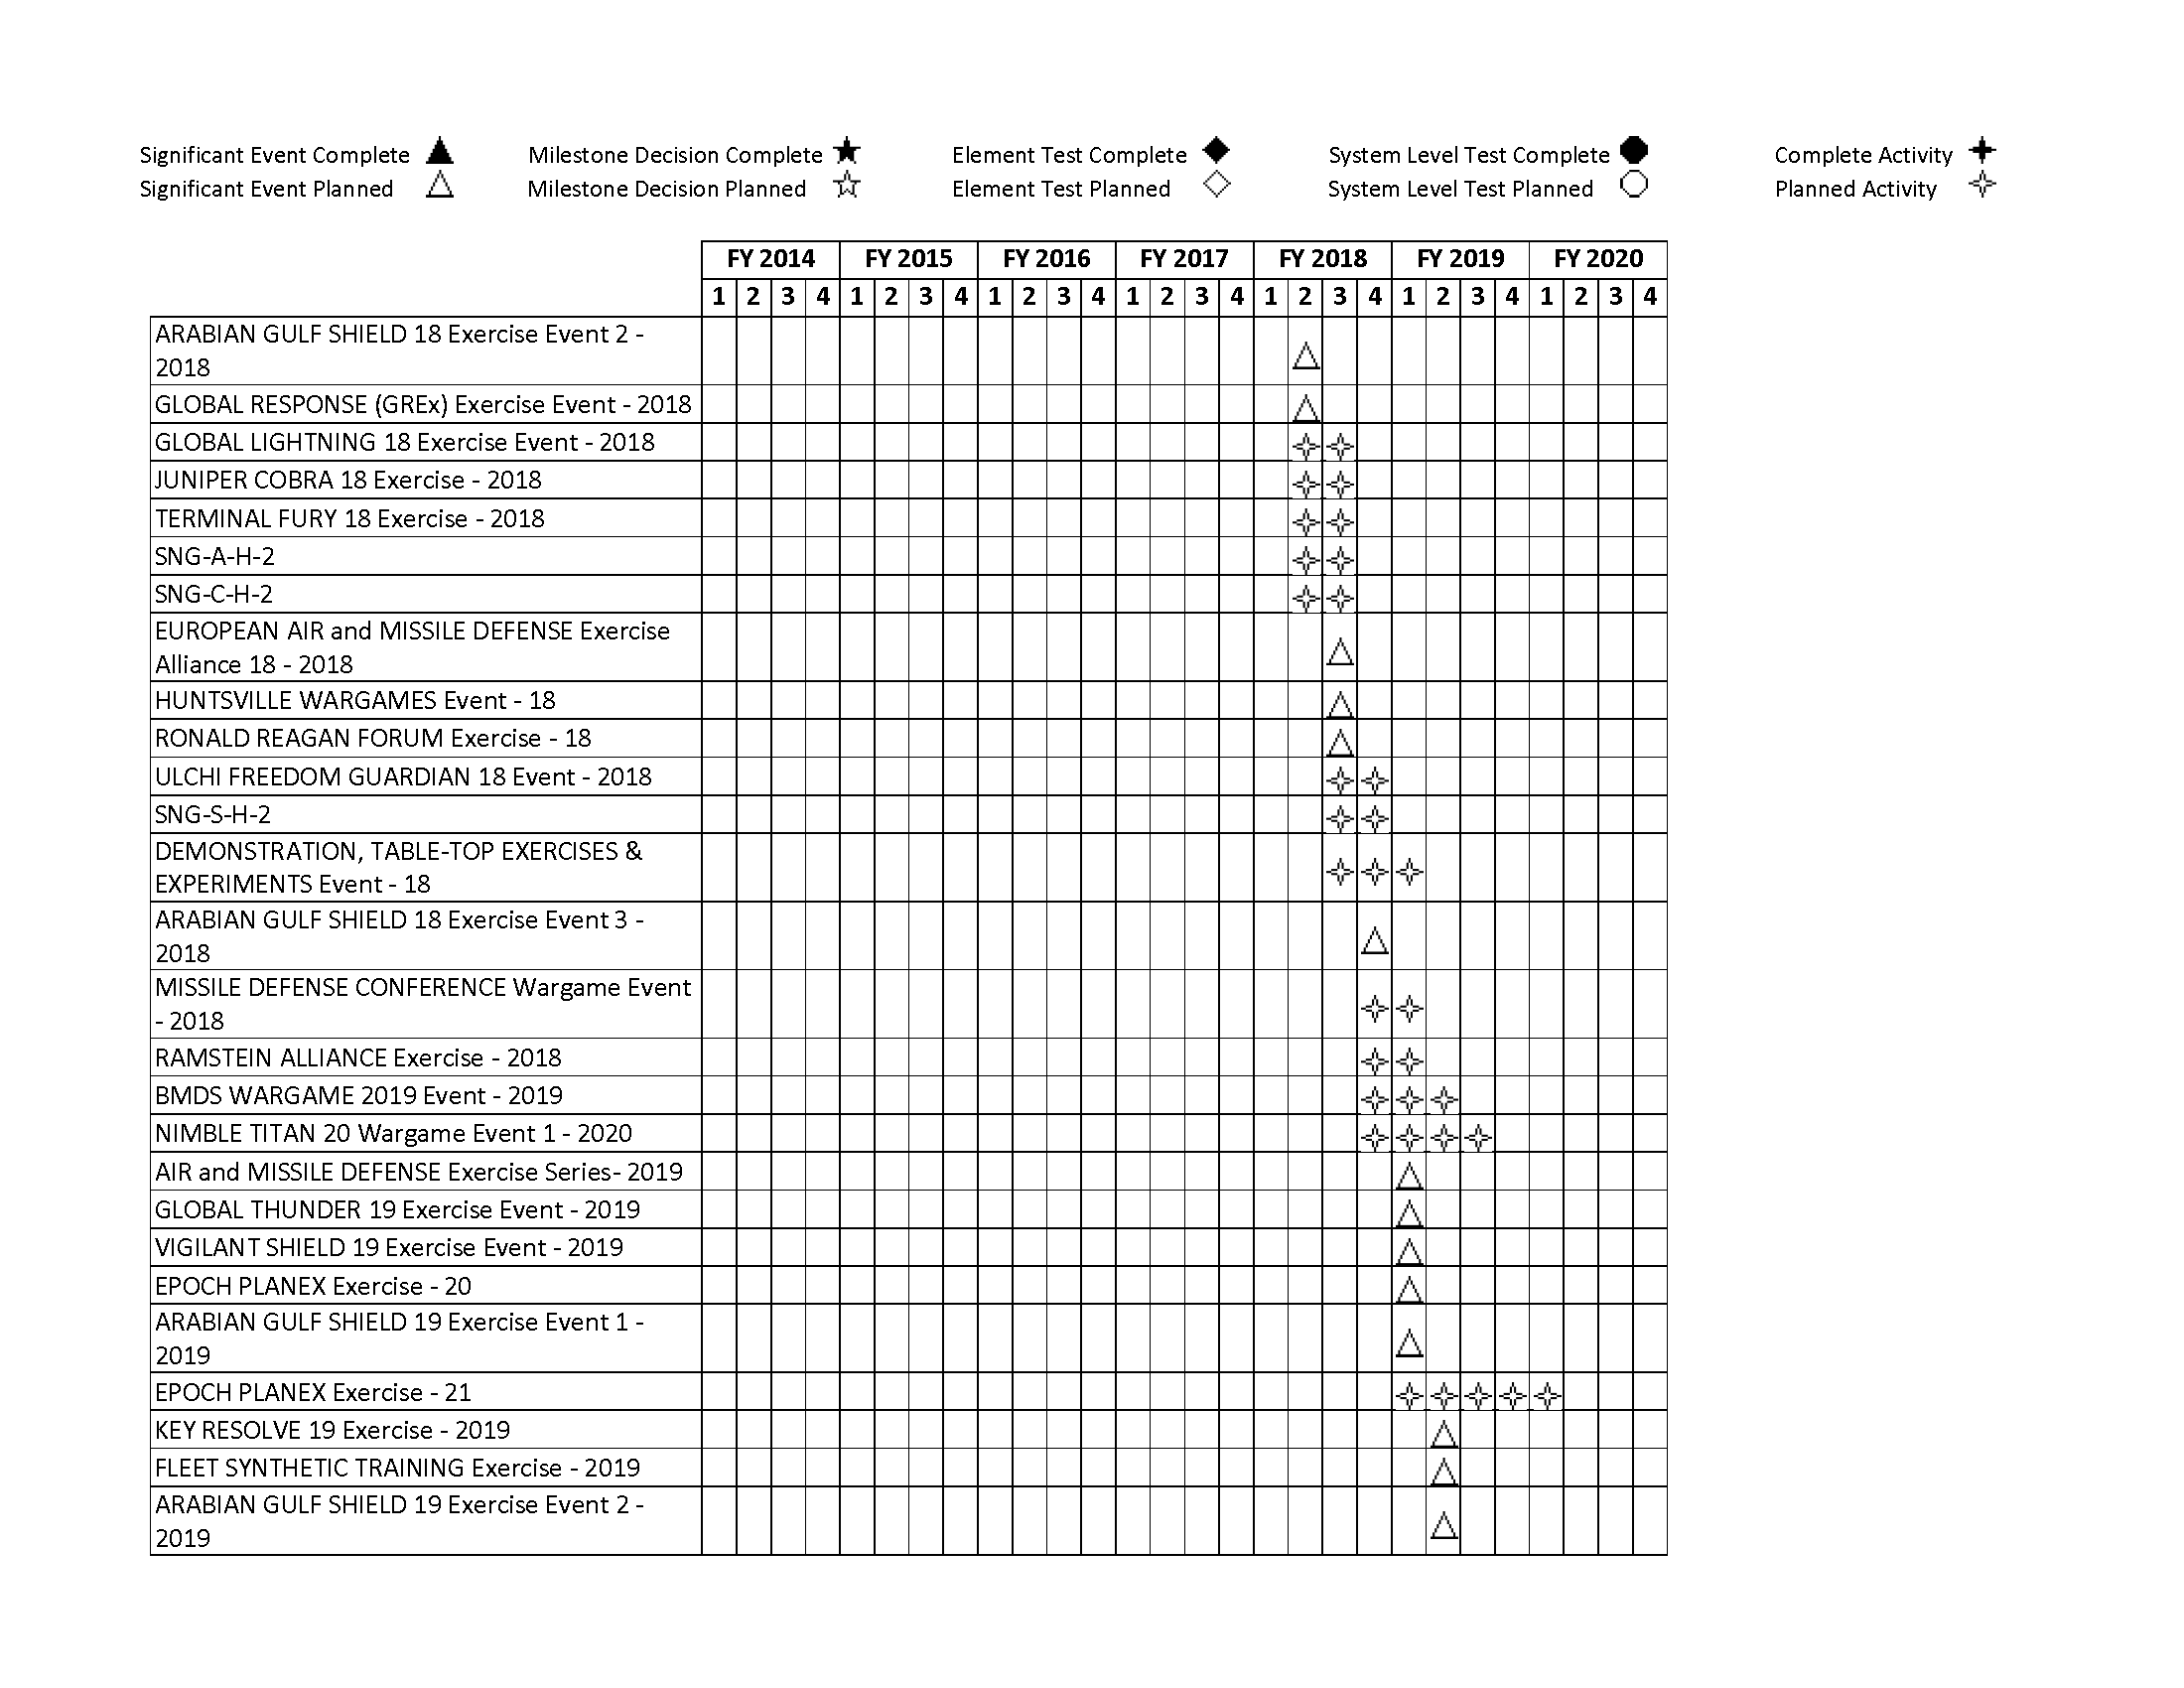 Significant Event Complete Milestone Decision Complete Element Test Complete System Level Test Complete Complete Activity
Significant Event Planned Milestone Decision Planned Element Test Planned System Level Test Planned Planned Activity
FY 2014 FY 2015 FY 2016 FY 2017 FY 2018 FY 2019 FY 2020
1 2 3 4 1 2 3 4 1 2 3 4 1 2 3 4 1 2 3 4 1 2 3 4 1 2 3 4
ARABIAN GULF SHIELD 18 Exercise Event 2 -
2018
GLOBAL RESPONSE (GREx) Exercise Event - 2018
GLOBAL LIGHTNING 18 Exercise Event - 2018
JUNIPER COBRA 18 Exercise - 2018
TERMINAL FURY 18 Exercise - 2018
SNG-A-H-2
SNG-C-H-2
EUROPEAN AIR and MISSILE DEFENSE Exercise
Alliance 18 - 2018
HUNTSVILLE WARGAMES Event - 18
RONALD REAGAN FORUM Exercise - 18
ULCHI FREEDOM GUARDIAN 18 Event - 2018
SNG-S-H-2
DEMONSTRATION, TABLE-TOP EXERCISES &
EXPERIMENTS Event - 18
ARABIAN GULF SHIELD 18 Exercise Event 3 -
2018
MISSILE DEFENSE CONFERENCE Wargame Event
- 2018
RAMSTEIN ALLIANCE Exercise - 2018
BMDS WARGAME 2019 Event - 2019
NIMBLE TITAN 20 Wargame Event 1 - 2020
AIR and MISSILE DEFENSE Exercise Series- 2019
GLOBAL THUNDER 19 Exercise Event - 2019
VIGILANT SHIELD 19 Exercise Event - 2019
EPOCH PLANEX Exercise - 20
ARABIAN GULF SHIELD 19 Exercise Event 1 -
2019
EPOCH PLANEX Exercise - 21
KEY RESOLVE 19 Exercise - 2019
FLEET SYNTHETIC TRAINING Exercise - 2019
ARABIAN GULF SHIELD 19 Exercise Event 2 -
2019